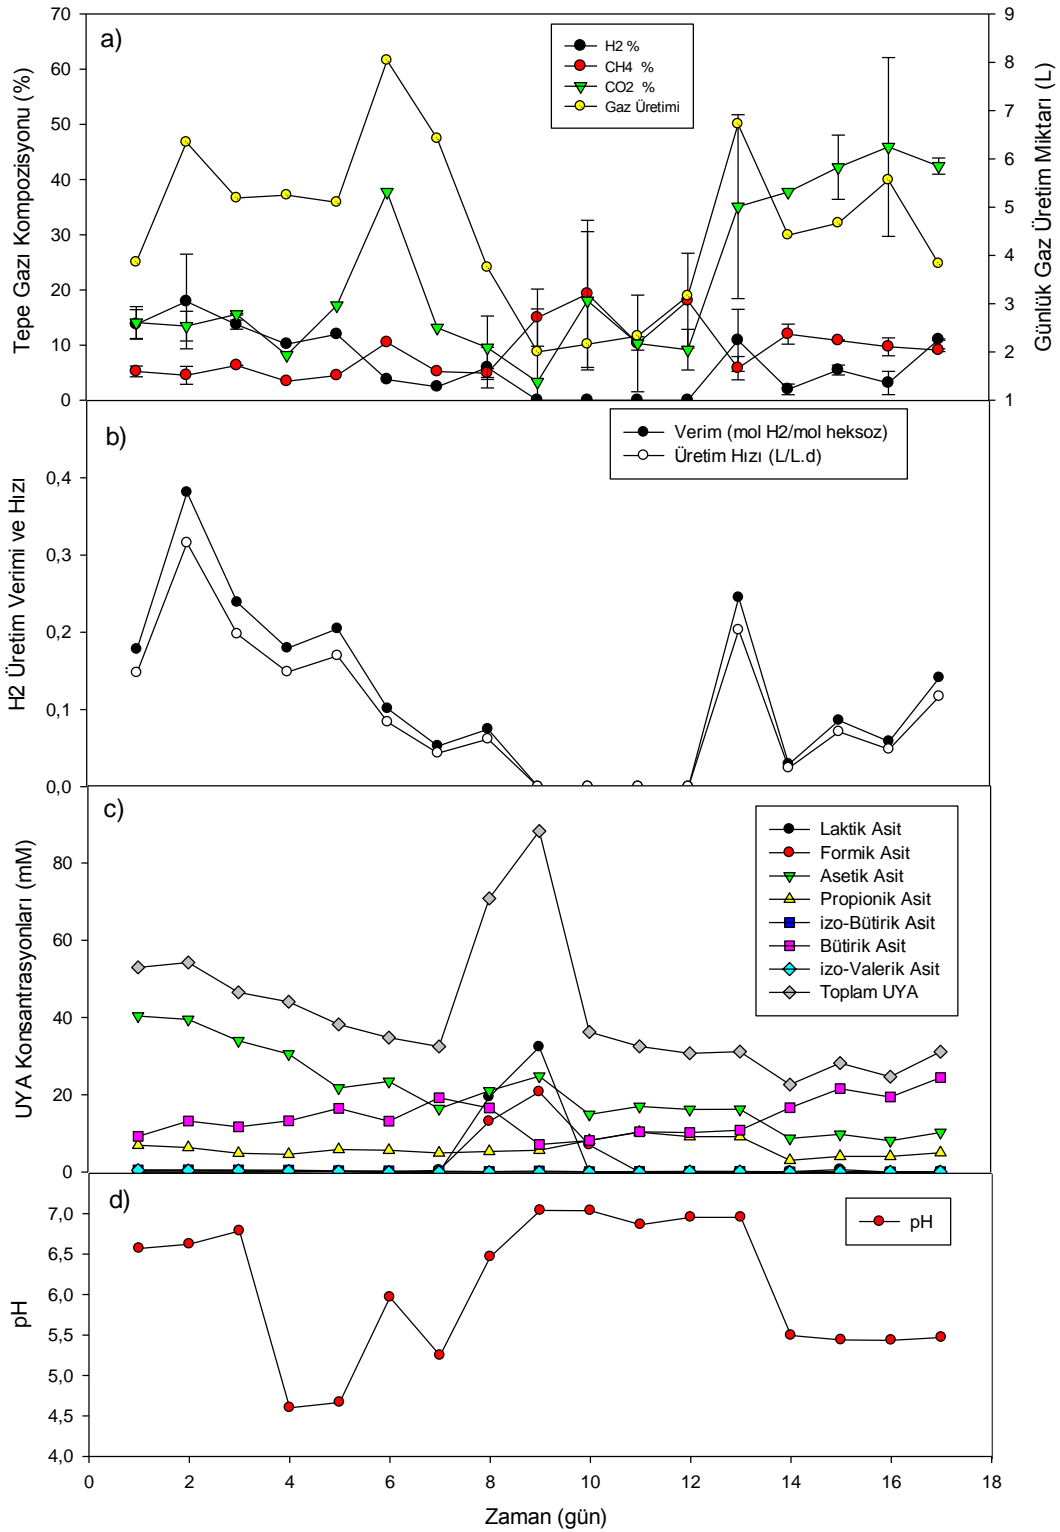 a)
H2 %
CH4 %
CO2 %
Gaz Üretimi
Tepe Gazı Kompozisyonu (%)
70
60
50
40
30
20
10
0
Günlük Gaz Üretim Miktarı (L)
9
8
7
6
5
4
3
2
1
b)
Verim (mol H2/mol heksoz)
Üretim Hızı (L/L.d)
H2 Üretim Verimi ve Hızı
0,4
0,3
0,2
0,1
0,0
c)
Laktik Asit
Formik Asit
Asetik Asit
Propionik Asit
izo-Bütirik Asit
Bütirik Asit
izo-Valerik Asit
Toplam UYA
UYA Konsantrasyonları (mM)
80
60
40
20
0
d)
pH
pH
7,0
6,5
6,0
5,5
5,0
4,5
4,0
0 2 4 6 8 10 12 14 16 18
Zaman (gün)